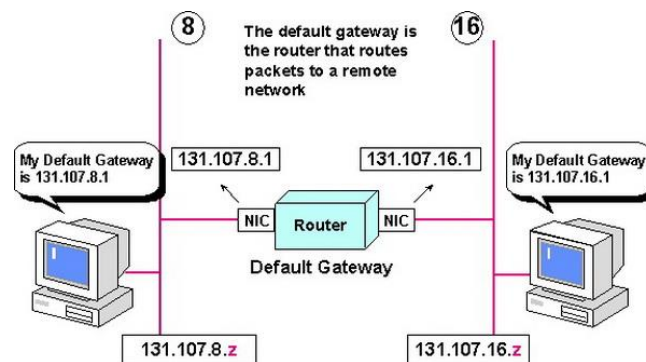 8
16
The default gateway is
the router that routes
packets to a remote
network
My Default Gateway
is 131.107.8.1
131.107.8.1
131.107.16.1
My Default Gateway
is 131.107.16.1
NIC
Router
NIC
Default Gateway
131.107.8.z
131.107.16.z